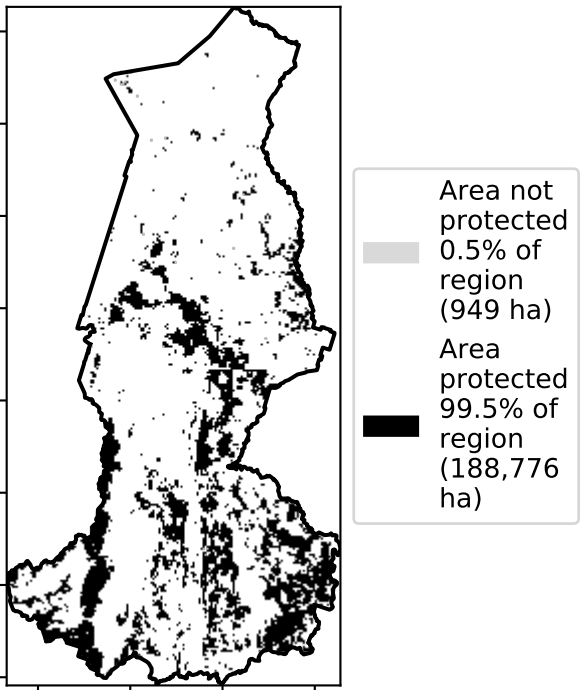 Area not
protected
0.5% of
region
(949 ha)
Area
protected
99.5% of
region
(188,776
ha)